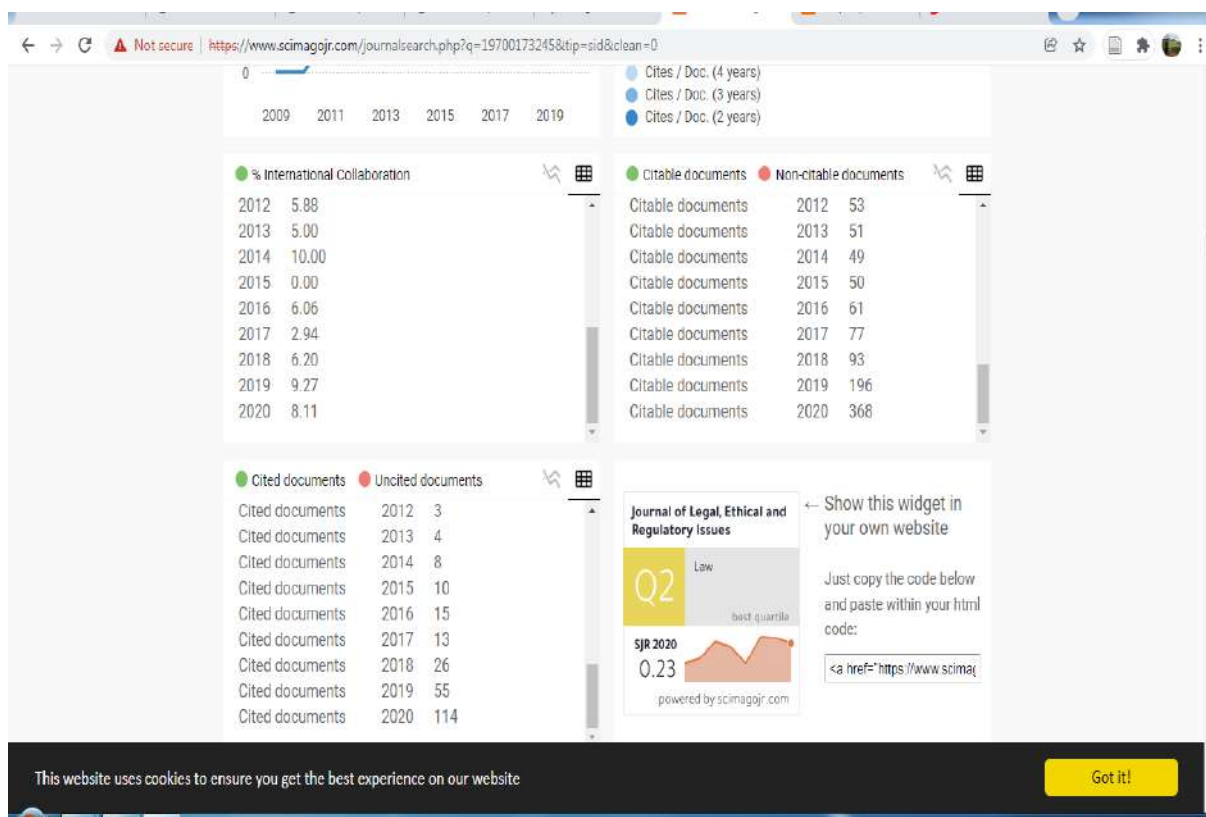 Not secure | https://www.scimagojr.com/journalsearch.php?q=19700173245&tip=sid&clean=0
0
2009 2011 2013 2015 2017 2019
Cites / Doc. (4 years)
Cites / Doc. (3 years)
Cites / Doc. (2 years)
% International Collaboration
2012 5.88
2013 5.00
2014 10.00
2015 0.00
2016 6.06
2017 2.94
2018 6.20
2019 9.27
2020 8.11
Citable documents Non-citable documents
Citable documents 2012 53
Citable documents 2013 51
Citable documents 2014 49
Citable documents 2015 50
Citable documents 2016 61
Citable documents 2017 77
Citable documents 2018 93
Citable documents 2019 196
Citable documents 2020 368
Cited documents Uncited documents
Cited documents 2012 3
Cited documents 2013 4
Cited documents 2014 8
Cited documents 2015 10
Cited documents 2016 15
Cited documents 2017 13
Cited documents 2018 26
Cited documents 2019 55
Cited documents 2020 114
Journal of Legal, Ethical and
Regulatory Issues
Q2
Law
best quartile
SJR 2020
0.23
powered by scimagojr.com
← Show this widget in
your own website
Just copy the code below
and paste within your html
code:
<a href="https://www.scimag
This website uses cookies to ensure you get the best experience on our website
Got it!